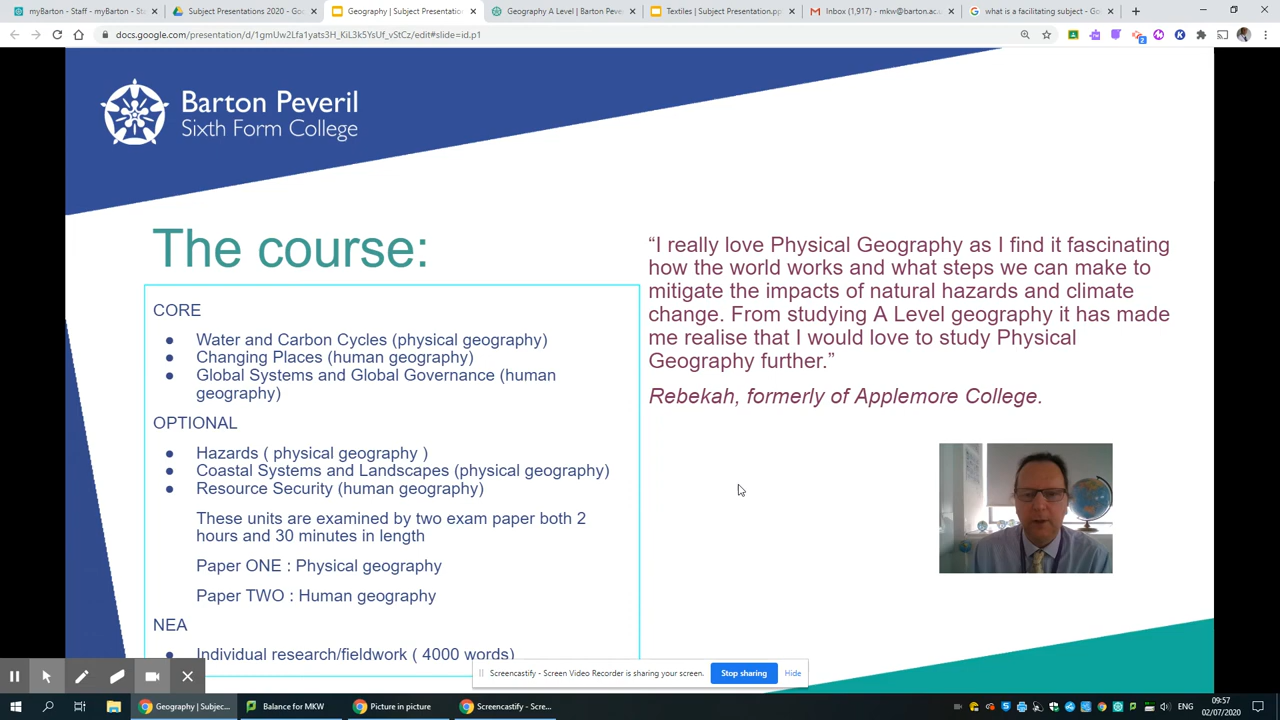 myBarton - Staff - myBarton - St
Subject Presentations 2020 - Go
Geography | Subject Presentation
Geography A Level | Barton Pev
Textiles | Subject Presentation.pp
Inbox (1,917) - mkw@barton.ac
what is a facilitating subject - Go
docs.google.com/presentation/d/1gmUw2Lfa1yats3H_KiL3k5YsUf_vStCz/edit#slide=id.p1
Barton Peveril
Sixth Form College
The course:
CORE
● Water and Carbon Cycles (physical geography)
● Changing Places (human geography)
● Global Systems and Global Governance (human
geography)
OPTIONAL
● Hazards ( physical geography )
● Coastal Systems and Landscapes (physical geography)
● Resource Security (human geography)
These units are examined by two exam paper both 2
hours and 30 minutes in length
Paper ONE : Physical geography
Paper TWO : Human geography
NEA
● Individual research/fieldwork ( 4000 words)
“I really love Physical Geography as I find it fascinating
how the world works and what steps we can make to
mitigate the impacts of natural hazards and climate
change. From studying A Level geography it has made
me realise that I would love to study Physical
Geography further.”
Rebekah, formerly of Applemore College.
Screencastify - Screen Video Recorder is sharing your screen.
Stop sharing
Hide
Geography | Subjec...
Balance for MKW
Picture in picture
Screencastify - Scre...
ENG
09:57
02/07/2020